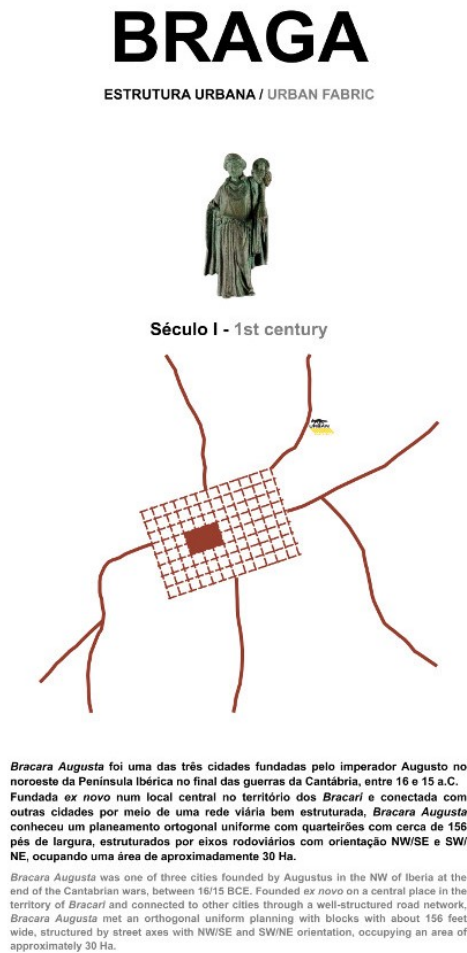 BRAGA
ESTRUTURA URBANA / URBAN FABRIC
Século I - 1st century
Bracara Augusta foi uma das três cidades fundadas pelo imperador Augusto no
noroeste da Península Ibérica no final das guerras da Cantábria, entre 16 e 15 a.C.
Fundada ex novo num local central no território dos Bracari e conectada com
outras cidades por meio de uma rede viária bem estruturada, Bracara Augusta
conheceu um planeamento ortogonal uniforme com quarteirões com cerca de 156
pés de largura, estruturados por eixos rodoviários com orientação NW/SE e SW/
NE, ocupando uma área de aproximadamente 30 Ha.
Bracara Augusta was one of three cities founded by Augustus in the NW of Iberia at the
end of the Cantabrian wars, between 16/15 BCE. Founded ex novo on a central place in the
territory of Bracari and connected to other cities through a well-structured road network,
Bracara Augusta met an orthogonal uniform planning with blocks with about 156 feet
wide, structured by street axes with NW/SE and SW/NE orientation, occupying an area of
approximately 30 Ha.